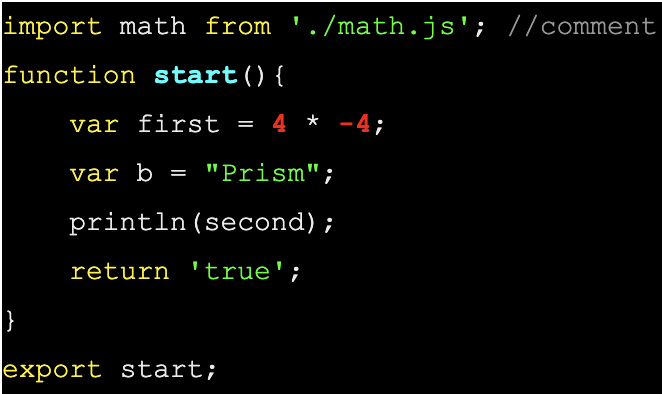 import math from './math.js'; //comment
function start(){
    var first = 4 * -4;
    var b = "Prism";
    println(second);
    return 'true';
}
export start;